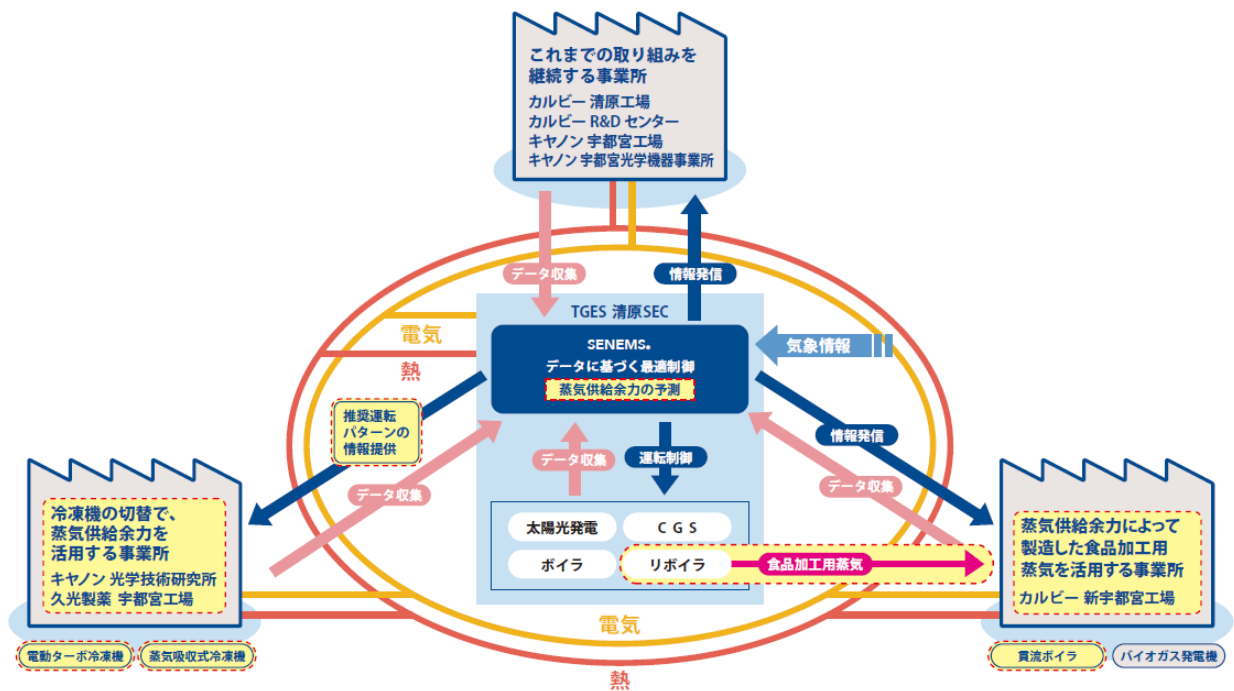 これまでの取り組みを
継続する事業所
カルビー 清原工場
カルビー R&D センター
キヤノン 宇都宮工場
キヤノン 宇都宮光学機器事業所
データ収集
情報発信
TGES 清原SEC
SENEMS®
データに基づく最適制御
蒸気供給余力の予測
気象情報
電気
熱
推奨運転
パターンの
情報提供
データ収集
データ収集
運転制御
情報発信
データ収集
太陽光発電
CGS
ボイラ
リボイラ
食品加工用蒸気
冷凍機の切替で、
蒸気供給余力を
活用する事業所
キヤノン 光学技術研究所
久光製薬 宇都宮工場
電動ターボ冷凍機
蒸気吸収式冷凍機
蒸気供給余力によって
製造した食品加工用
蒸気を活用する事業所
カルビー 新宇都宮工場
貫流ボイラ
バイオガス発電機
電気
熱